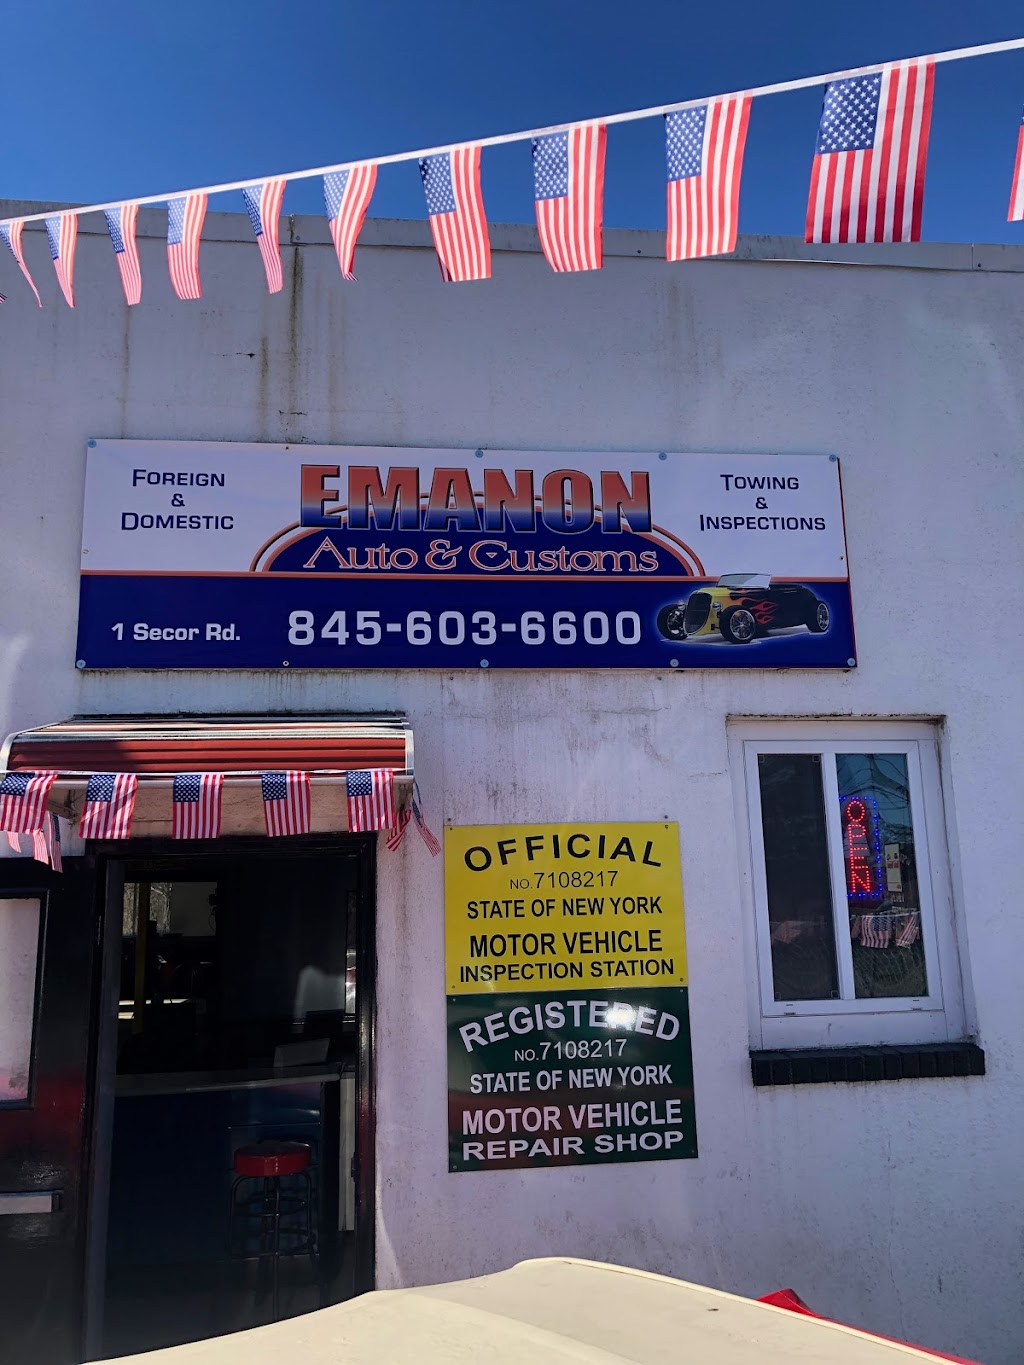 FOREIGN
&
DOMESTIC
EMANON
Auto & Customs
TOWING
&
INSPECTIONS
1 Secor Rd.
845-603-6600
OFFICIAL
NO.7108217
STATE OF NEW YORK
MOTOR VEHICLE
INSPECTION STATION
REGISTERED
NO.7108217
STATE OF NEW YORK
MOTOR VEHICLE
REPAIR SHOP
OPEN